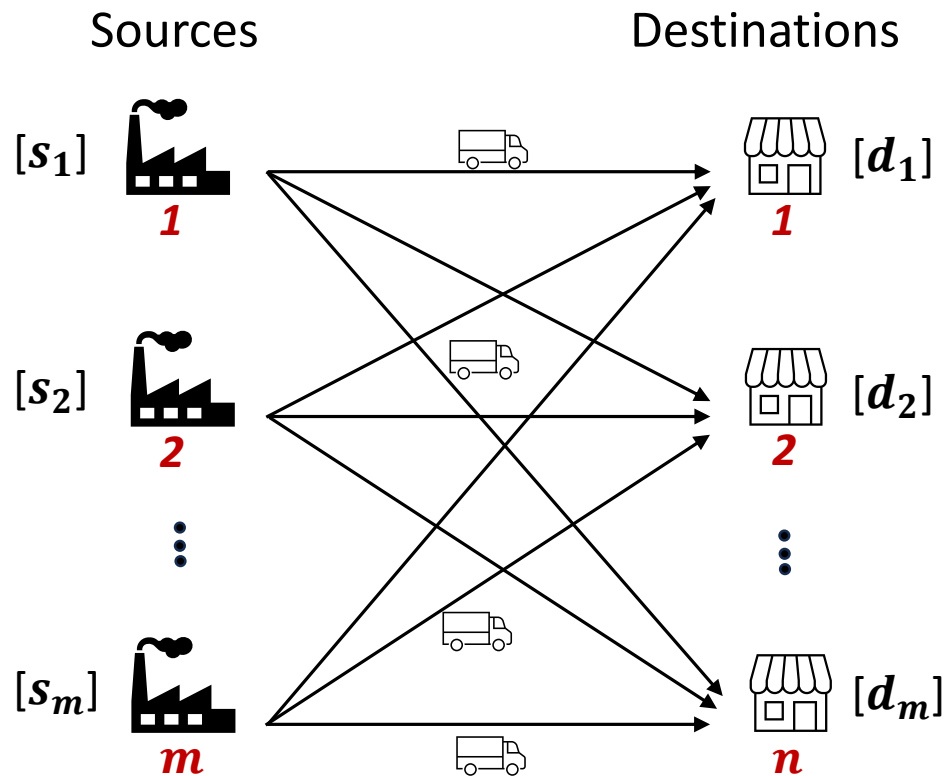 Sources Destinations
[s₁] [d₁]
1 1
[s₂] [d₂]
2 2
[sₘ] [dₘ]
m n